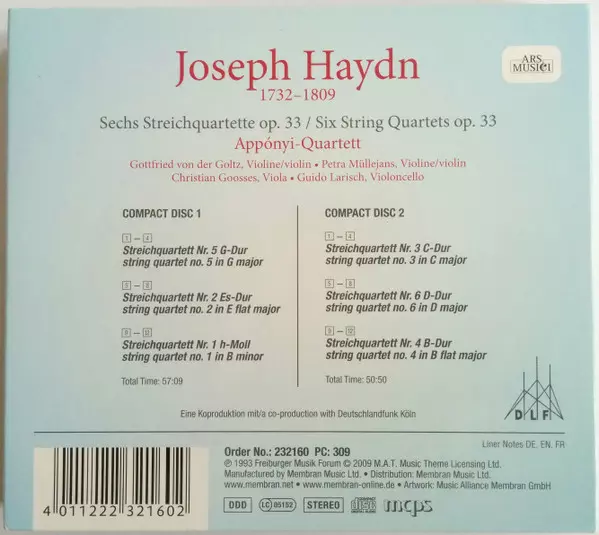 Joseph Haydn
1732–1809
ARS
MUSICI
Sechs Streichquartette op. 33 / Six String Quartets op. 33
Appónyi-Quartett
Gottfried von der Goltz, Violine/violin • Petra Müllejans, Violine/violin
Christian Goosses, Viola • Guido Larisch, Violoncello
COMPACT DISC 1
1 – 4
Streichquartett Nr. 5 G-Dur
string quartet no. 5 in G major
5 – 8
Streichquartett Nr. 2 Es-Dur
string quartet no. 2 in E flat major
9 – 12
Streichquartett Nr. 1 h-Moll
string quartet no. 1 in B minor
Total Time: 57:09
COMPACT DISC 2
1 – 4
Streichquartett Nr. 3 C-Dur
string quartet no. 3 in C major
5 – 8
Streichquartett Nr. 6 D-Dur
string quartet no. 6 in D major
9 – 12
Streichquartett Nr. 4 B-Dur
string quartet no. 4 in B flat major
Total Time: 50:50
DLF
Eine Koproduktion mit/a co-production with Deutschlandfunk Köln
Liner Notes DE, EN, FR
Order No.: 232160 PC: 309
℗ 1993 Freiburger Musik Forum © 2009 M.A.T. Music Theme Licensing Ltd.
Manufactured by Membran Music Ltd. • Distribution: Membran Music Ltd.
www.membran.net • www.membran-online.de • Artwork: Music Alliance Membran GmbH
DDD LC 05152 STEREO COMPACT disc DIGITAL AUDIO mcps
4 011222 321602